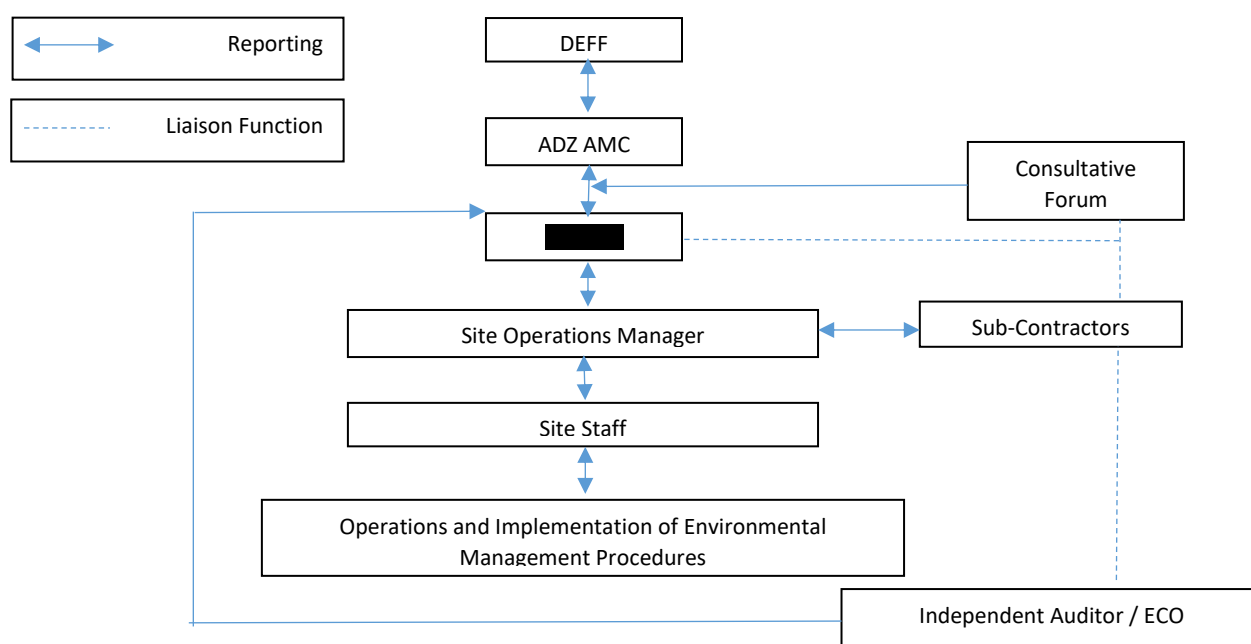 Reporting
DEFF
Liaison Function
ADZ AMC
Consultative
Forum
Site Operations Manager
Sub-Contractors
Site Staff
Operations and Implementation of Environmental
Management Procedures
Independent Auditor / ECO